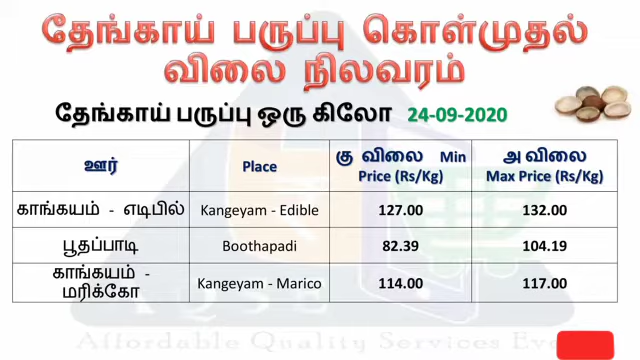 தேங்காய் பருப்பு கொள்முதல்
விலை நிலவரம்
தேங்காய் பருப்பு ஒரு கிலோ 24-09-2020
ஊர் Place கு விலை Min Price (Rs/Kg) அ விலை Max Price (Rs/Kg)
காங்கயம் - எடிபில் Kangeyam - Edible 127.00 132.00
பூதப்பாடி Boothapadi 82.39 104.19
காங்கயம் - மரிக்கோ Kangeyam - Marico 114.00 117.00
Affordable Quality Services